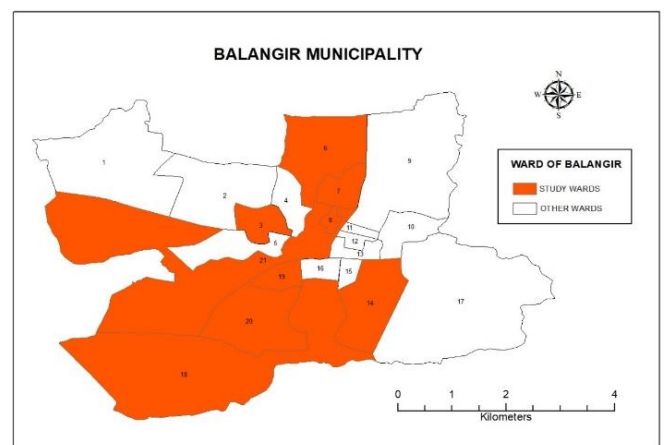 BALANGIR MUNICIPALITY
N
W E
S
WARD OF BALANGIR
STUDY WARDS
OTHER WARDS
1
2
3
4
5
6
7
8
9
10
11
12
13
14
15
16
17
18
19
20
21
0 1 2 4
Kilometers